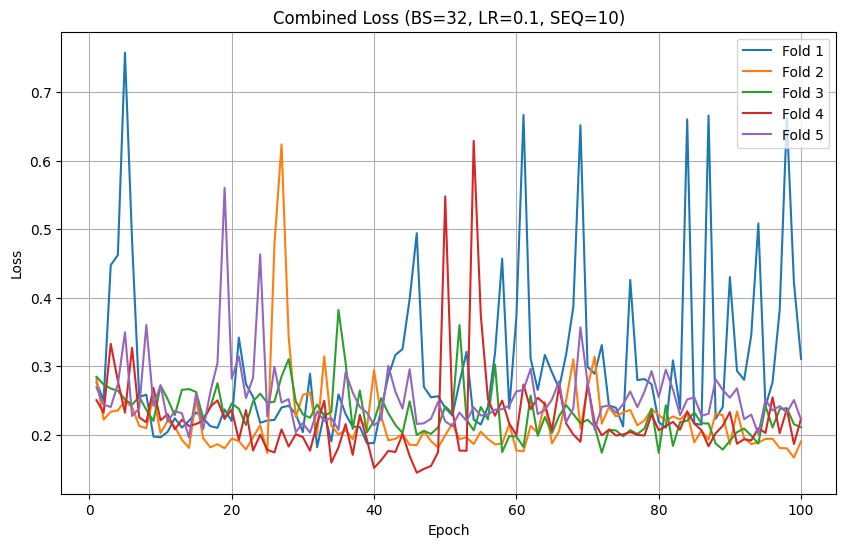 Combined Loss (BS=32, LR=0.1, SEQ=10)
Fold 1
Fold 2
Fold 3
Fold 4
Fold 5
Loss
0.7
0.6
0.5
0.4
0.3
0.2
0 20 40 60 80 100
Epoch